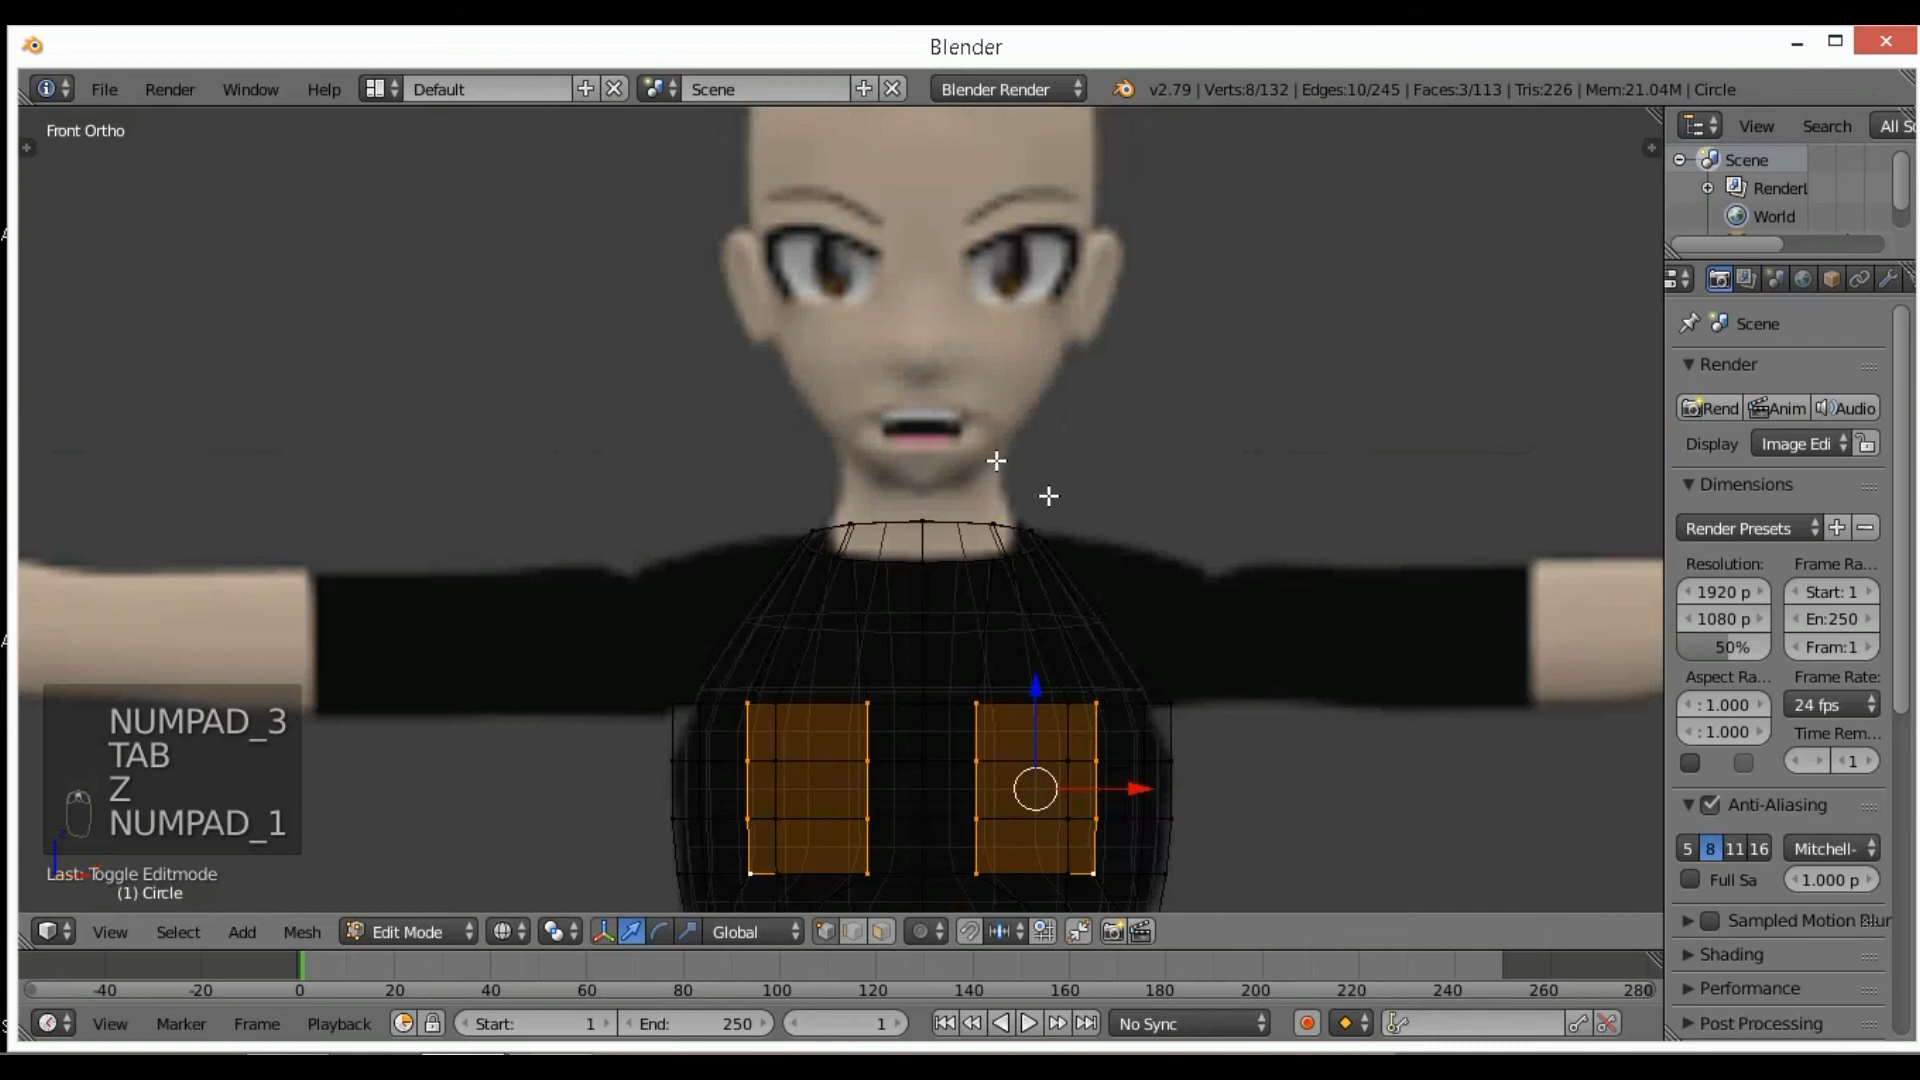 Blender
File Render Window Help Default Scene Blender Render v2.79 | Verts:8/132 | Edges:10/245 | Faces:3/113 | Tris:226 | Mem:21.04M | Circle
Front Ortho
View Search All S
Scene
RenderL
World
Scene
Render
Rend Anim Audio
Display Image Edi
Dimensions
Render Presets
Resolution: Frame Ra...
1920 p Start: 1
1080 p En:250
50% Fram:1
Aspect Ra... Frame Rate:
: 1.000 24 fps
: 1.000 Time Rem...
1
Anti-Aliasing
5 8 11 16 Mitchell-
Full Sa 1.000 p
Sampled Motion Blur
Shading
Performance
Post Processing
NUMPAD_3
TAB
Z
NUMPAD_1
Last: Toggle Editmode
(1) Circle
View Select Add Mesh Edit Mode Global
-40 -20 0 20 40 60 80 100 120 140 160 180 200 220 240 260 280
View Marker Frame Playback Start: 1 End: 250 1 No Sync